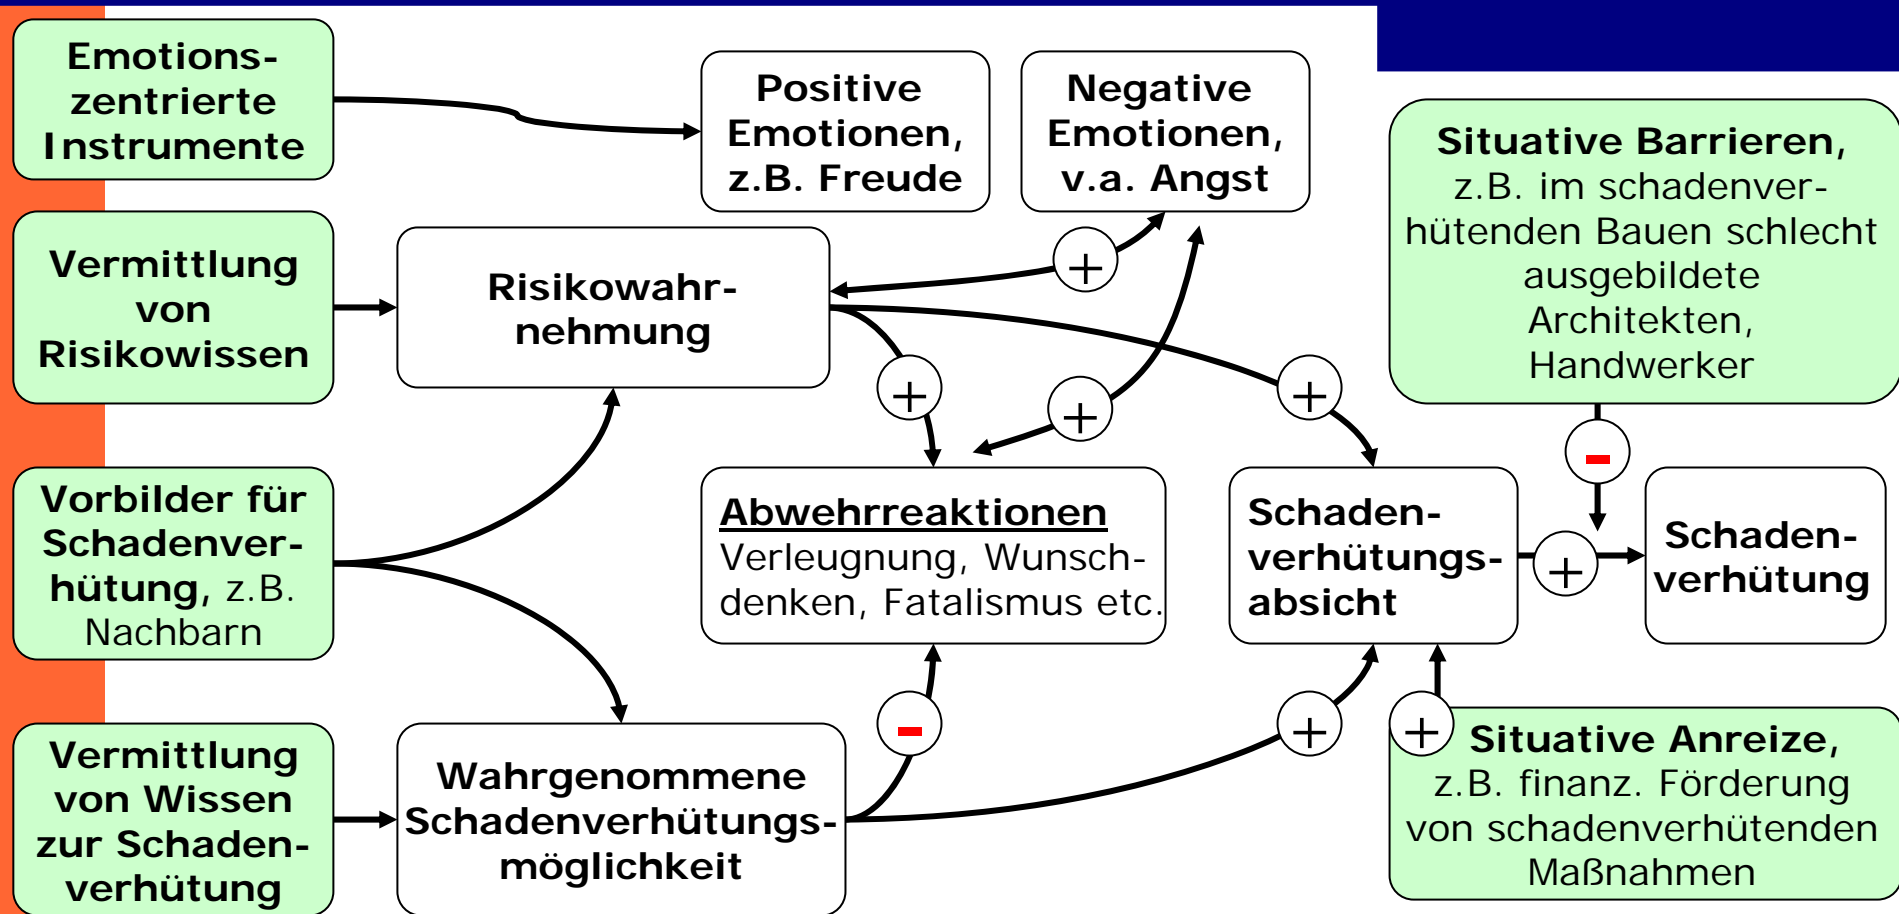 Emotions-
zentrierte
Instrumente
Positive
Emotionen,
z.B. Freude
Negative
Emotionen,
v.a. Angst
Situative Barrieren,
z.B. im schadenver-
hütenden Bauen schlecht
ausgebildete
Architekten,
Handwerker
Vermittlung
von
Risikowissen
Risikowahr-
nehmung
+
+
+
+
-
Vorbilder für
Schadenver-
hütung, z.B.
Nachbarn
Abwehrreaktionen
Verleugnung, Wunsch-
denken, Fatalismus etc.
Schaden-
verhütungs-
absicht
+
Schaden-
verhütung
-
+
+
Vermittlung
von Wissen
zur Schaden-
verhütung
Wahrgenommene
Schadenverhütungs-
möglichkeit
Situative Anreize,
z.B. finanz. Förderung
von schadenverhütenden
Maßnahmen